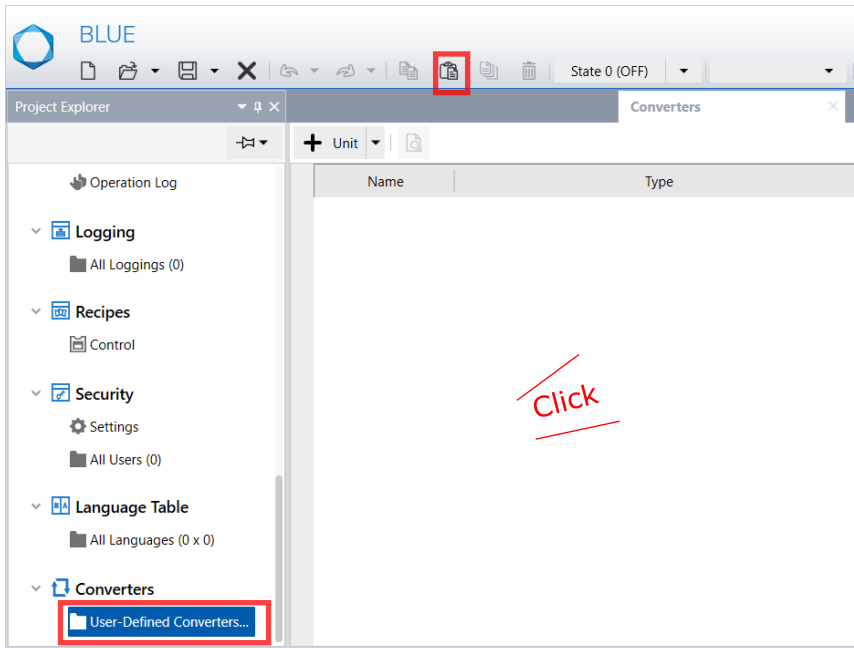 BLUE
State 0 (OFF)
Project Explorer
Converters
Unit
Name
Type
Operation Log
Logging
All Loggings (0)
Recipes
Control
Click
Security
Settings
All Users (0)
Language Table
All Languages (0 x 0)
Converters
User-Defined Converters...